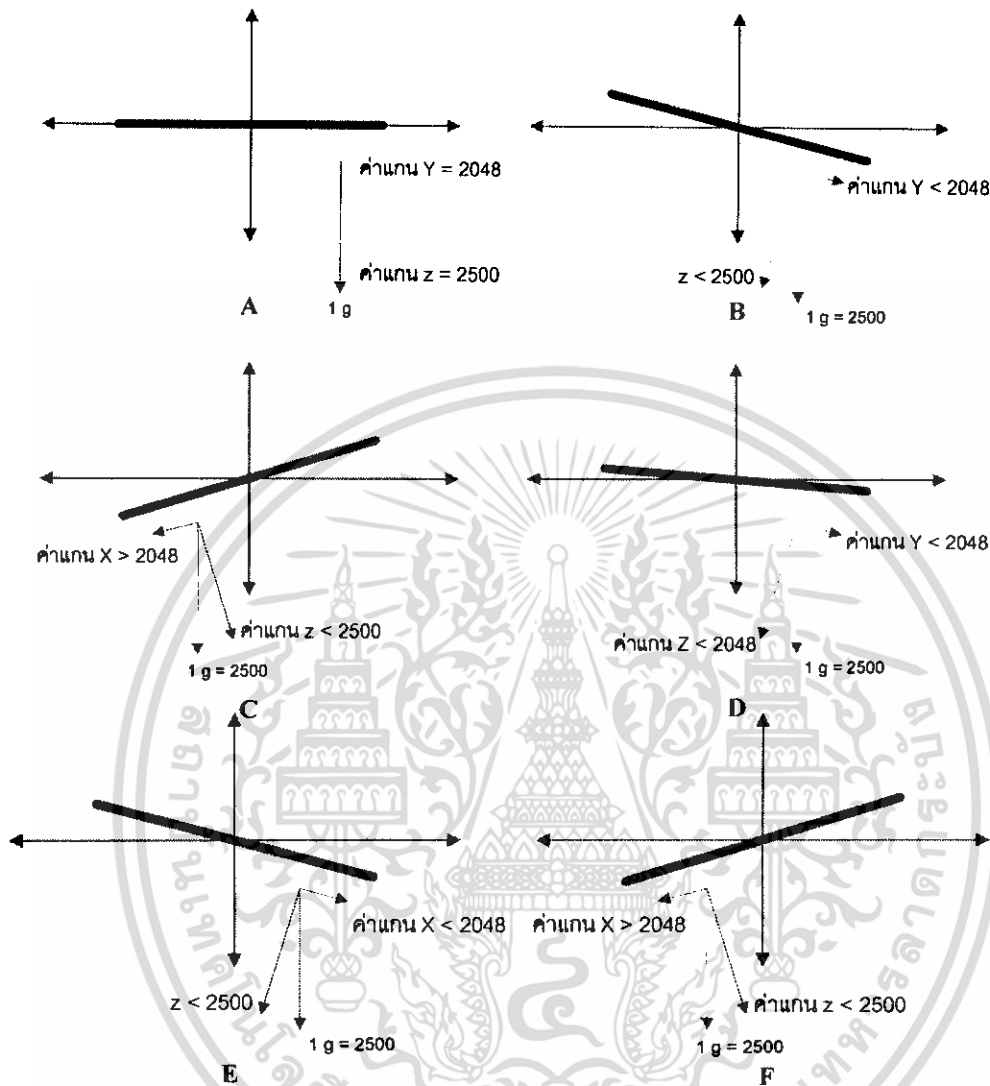 ค่าแกน Y = 2048
ค่าแกน z = 2500
1 g
A
ค่าแกน Y < 2048
z < 2500
1 g = 2500
B
ค่าแกน X > 2048
ค่าแกน z < 2500
1 g = 2500
C
ค่าแกน Y < 2048
ค่าแกน Z < 2048
1 g = 2500
D
ค่าแกน X < 2048
z < 2500
1 g = 2500
E
ค่าแกน X > 2048
ค่าแกน z < 2500
1 g = 2500
F